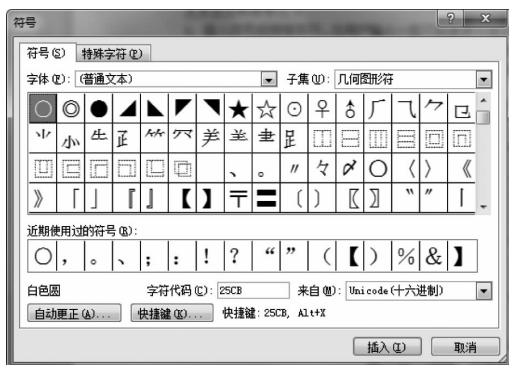 符号
? x
符号(S) 特殊字符(P)
字体(F): (普通文本) 子集(U): 几何图形符
○ ◎ ● ◢ ◣ ◤ ◥ ★ ☆ ⊙ ♀ ♂ ⺁ ⺄ ⺈ ⺋
》 「 」 『 』 【 】 〒 〓 〔 〕 〖 〗 〝 〞 ⌈
近期使用过的符号(R):
○ , 。 、 ; : ! ? “ ” ( 【 ) % & 】
白色圆 字符代码(C): 25CB 来自(M): Unicode(十六进制)
自动更正(A)... 快捷键(K)... 快捷键: 25CB, Alt+X
插入(I) 取消